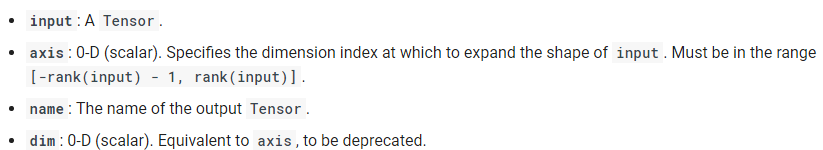 • input : A Tensor .
• axis : 0-D (scalar). Specifies the dimension index at which to expand the shape of input . Must be in the range
[-rank(input) - 1, rank(input)] .
• name : The name of the output Tensor .
• dim : 0-D (scalar). Equivalent to axis , to be deprecated.